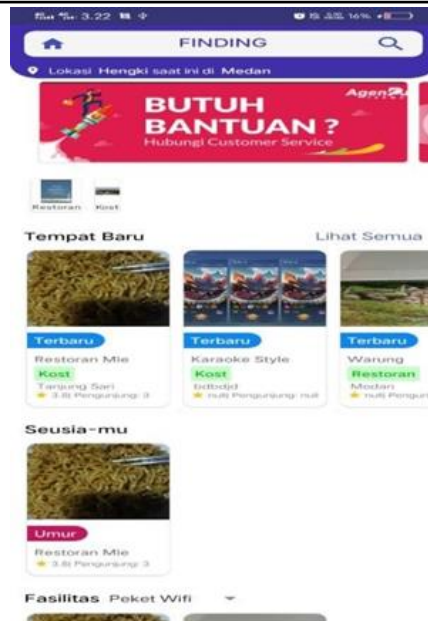 3.22
16%
FINDING
Lokasi Hengki saat ini di Medan
BUTUH
BANTUAN ?
Hubungi Customer Service
Restoran Kost
Tempat Baru Lihat Semua
Terbaru Terbaru Terbaru
Restoran Mie Karaoke Style Warung
Kost Kost Restoran
Tanjung Sari bdbdjd Medan
3.8| Pengunjung: 3 null| Pengunjung: null null| Pengun
Seusia-mu
Umur
Restoran Mie
3.8| Pengunjung: 3
Fasilitas Peket Wifi